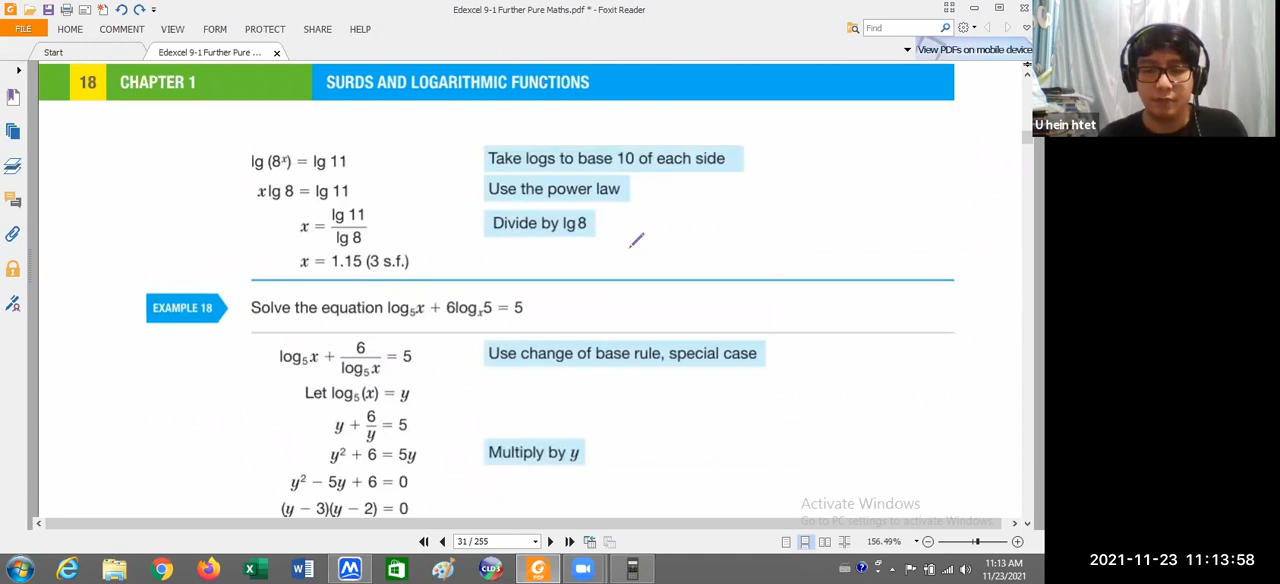 Edexcel 9-1 Further Pure Maths.pdf * - Foxit Reader
FILE HOME COMMENT VIEW FORM PROTECT SHARE HELP
Find
Start
Edexcel 9-1 Further Pure ...
View PDFs on mobile device
18 CHAPTER 1 SURDS AND LOGARITHMIC FUNCTIONS
U hein htet
lg (8ˣ) = lg 11 Take logs to base 10 of each side
x lg 8 = lg 11 Use the power law
x = lg 11 / lg 8 Divide by lg 8
x = 1.15 (3 s.f.)
EXAMPLE 18 Solve the equation log₅x + 6logₓ5 = 5
log₅x + 6 / log₅x = 5 Use change of base rule, special case
Let log₅(x) = y
y + 6 / y = 5
y² + 6 = 5y Multiply by y
y² − 5y + 6 = 0
(y − 3)(y − 2) = 0
Activate Windows
Go to PC settings to activate Windows.
31 / 255
156.49%
11:13 AM
11/23/2021
2021-11-23 11:13:58